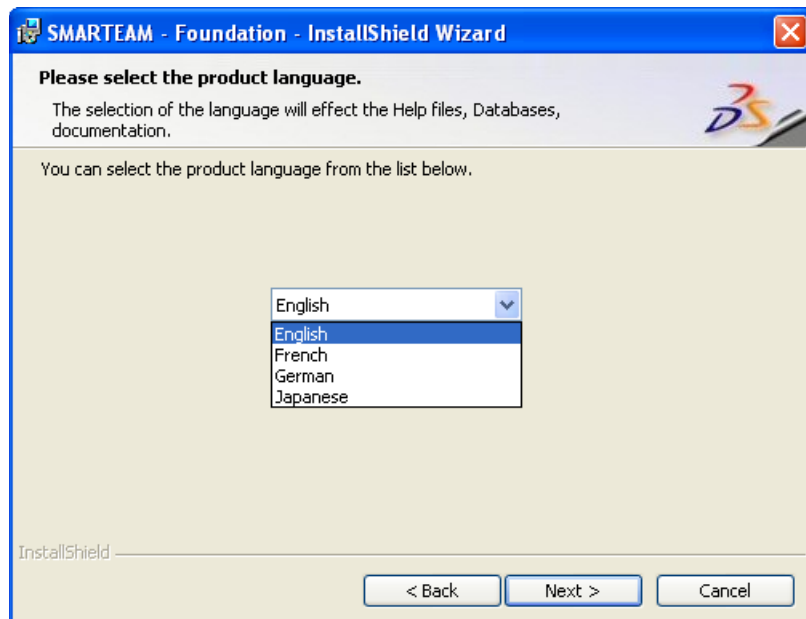 SMARTEAM - Foundation - InstallShield Wizard
Please select the product language.
The selection of the language will effect the Help files, Databases,
documentation.
You can select the product language from the list below.
English
English
French
German
Japanese
InstallShield
< Back Next > Cancel